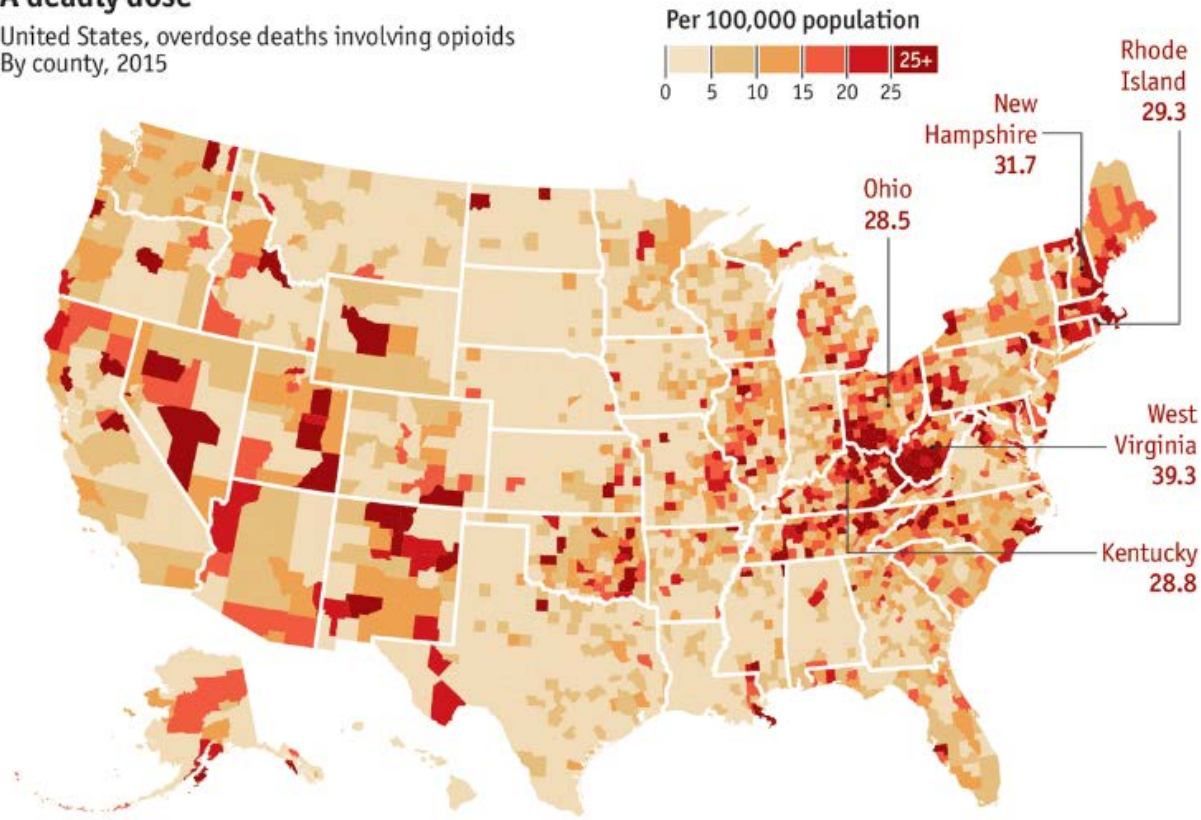 A deadly dose
United States, overdose deaths involving opioids
By county, 2015
Per 100,000 population
25+
0 5 10 15 20 25
Rhode
Island
29.3
New
Hampshire
31.7
Ohio
28.5
West
Virginia
39.3
Kentucky
28.8